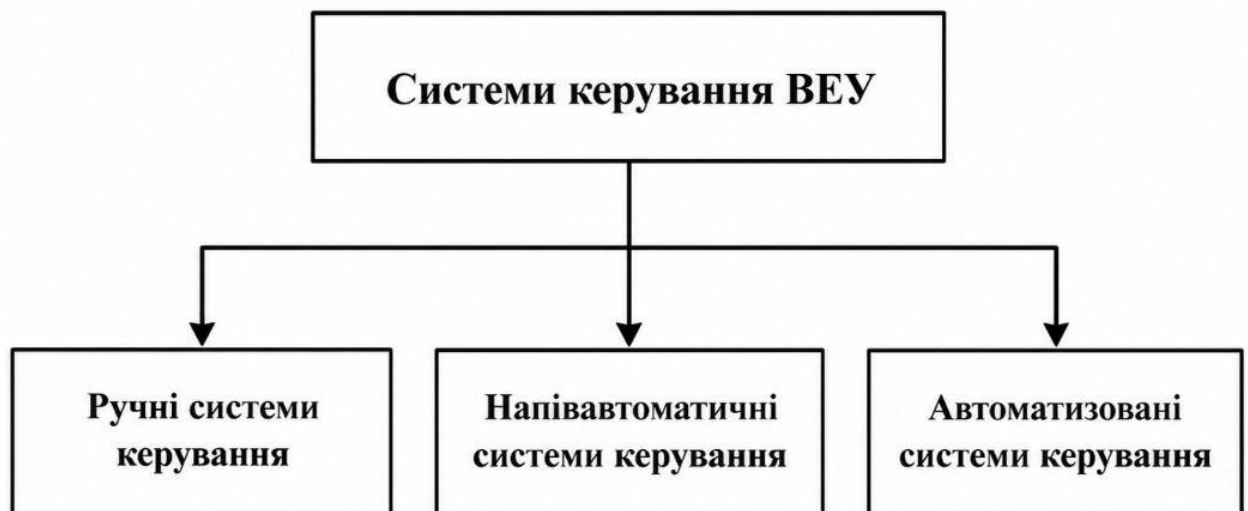 Системи керування ВЕУ
Ручні системи
керування
Напівавтоматичні
системи керування
Автоматизовані
системи керування